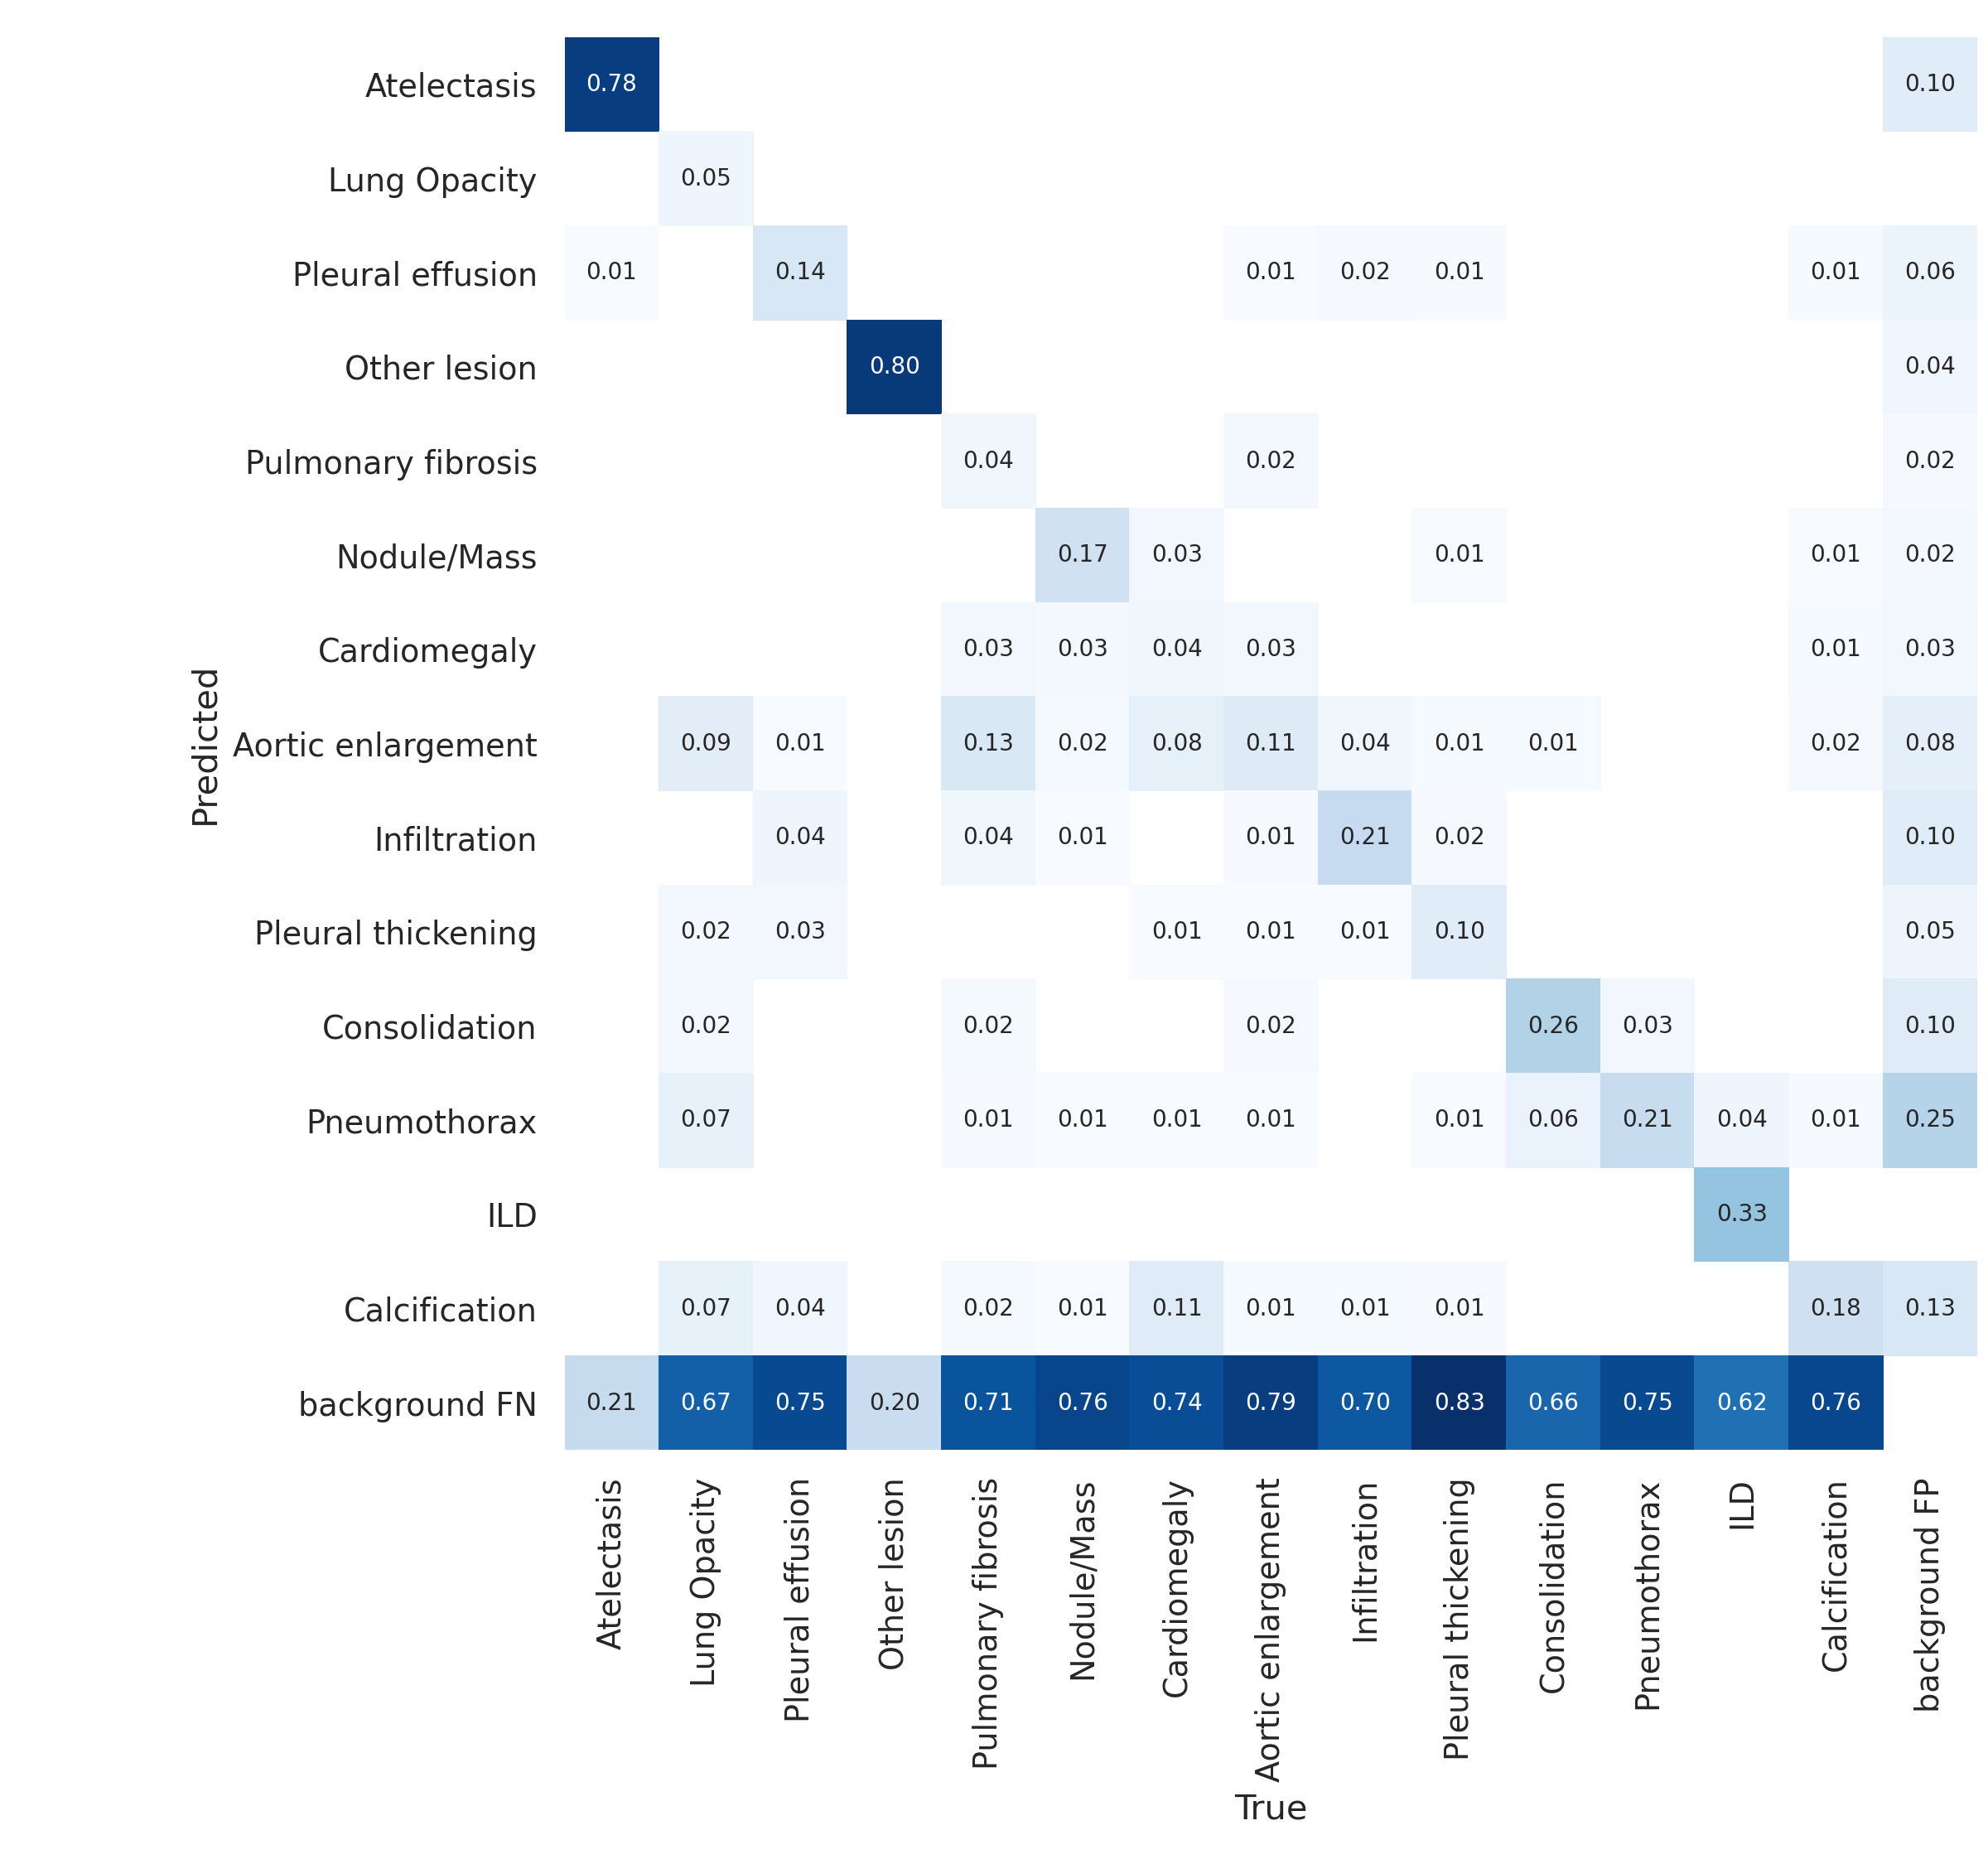 Atelectasis 0.78 0.10
Lung Opacity 0.05
Pleural effusion 0.01 0.14 0.01 0.02 0.01 0.01 0.06
Other lesion 0.80 0.04
Pulmonary fibrosis 0.04 0.02 0.02
Nodule/Mass 0.17 0.03 0.01 0.01 0.02
Cardiomegaly 0.03 0.03 0.04 0.03 0.01 0.03
Predicted
Aortic enlargement 0.09 0.01 0.13 0.02 0.08 0.11 0.04 0.01 0.01 0.02 0.08
Infiltration 0.04 0.04 0.01 0.01 0.21 0.02 0.10
Pleural thickening 0.02 0.03 0.01 0.01 0.01 0.10 0.05
Consolidation 0.02 0.02 0.02 0.26 0.03 0.10
Pneumothorax 0.07 0.01 0.01 0.01 0.01 0.01 0.06 0.21 0.04 0.01 0.25
ILD 0.33
Calcification 0.07 0.04 0.02 0.01 0.11 0.01 0.01 0.01 0.18 0.13
background FN 0.21 0.67 0.75 0.20 0.71 0.76 0.74 0.79 0.70 0.83 0.66 0.75 0.62 0.76
Atelectasis
Lung Opacity
Pleural effusion
Other lesion
Pulmonary fibrosis
Nodule/Mass
Cardiomegaly
Aortic enlargement
Infiltration
Pleural thickening
Consolidation
Pneumothorax
ILD
Calcification
background FP
True